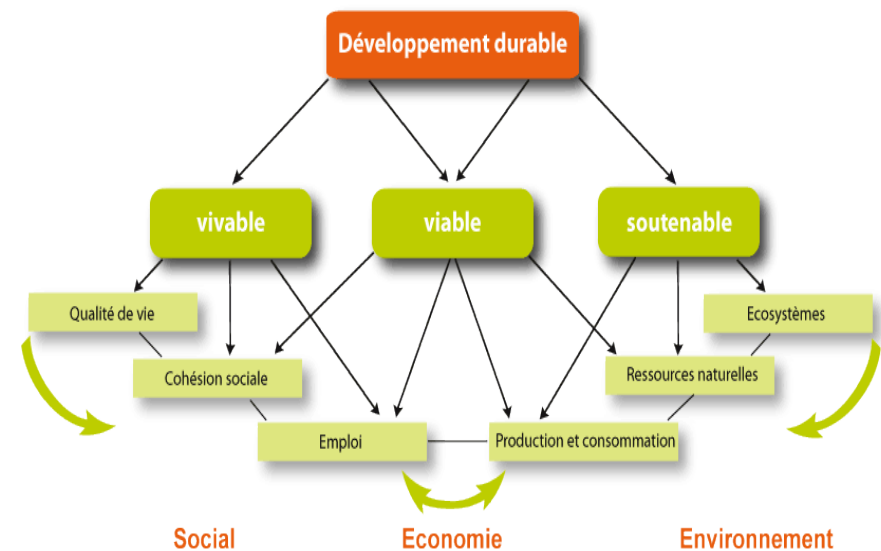 Développement durable
vivable
viable
soutenable
Qualité de vie
Ecosystèmes
Cohésion sociale
Ressources naturelles
Emploi
Production et consommation
Social
Economie
Environnement